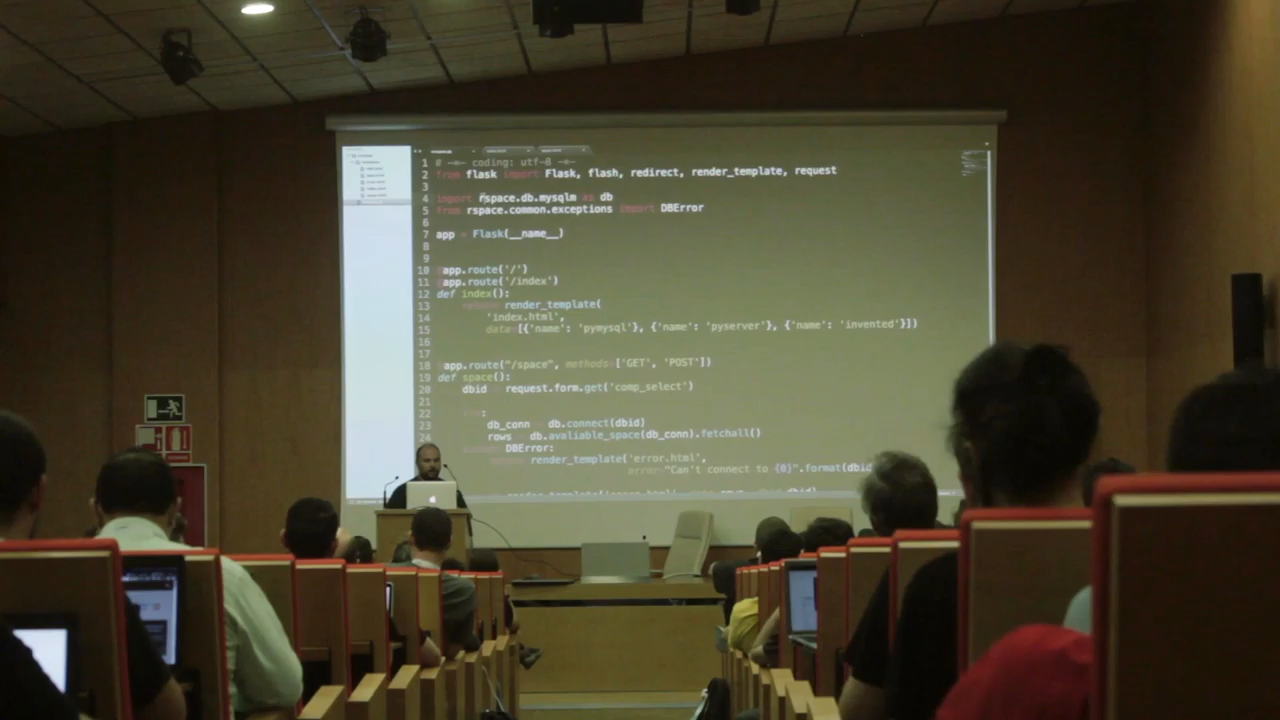 1 # -*- coding: utf-8 -*-
2 from flask import Flask, flash, redirect, render_template, request
3
4 import rspace.db.mysqlm as db
5 from rspace.common.exceptions import DBError
6
7 app = Flask(__name__)
8
9
10 @app.route('/')
11 @app.route('/index')
12 def index():
13 return render_template(
14 'index.html',
15 data=[{'name': 'pymysql'}, {'name': 'pyserver'}, {'name': 'invented'}])
16
17
18 @app.route("/space", methods=['GET', 'POST'])
19 def space():
20 dbid = request.form.get('comp_select')
21
22 try:
23 db_conn = db.connect(dbid)
24 rows = db.avaliable_space(db_conn).fetchall()
DBError:
render_template('error.html',
error="Can't connect to {0}".format(dbid